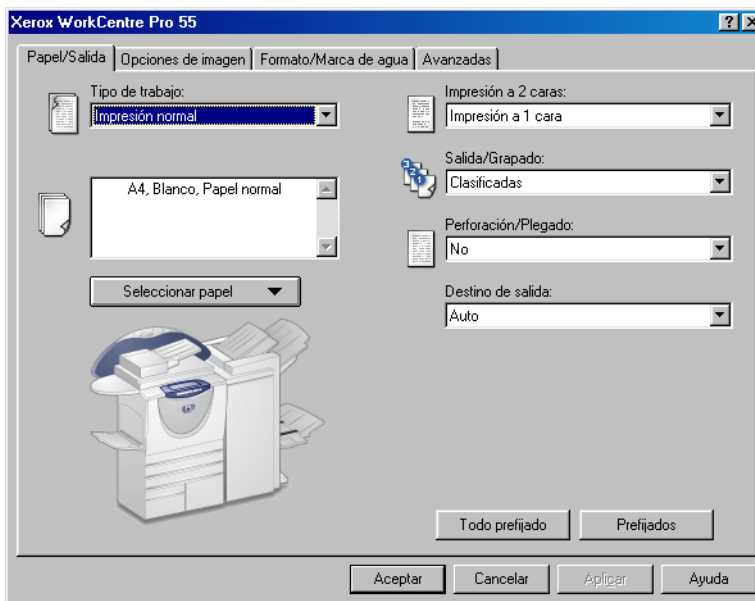 Xerox WorkCentre Pro 55
Papel/Salida Opciones de imagen Formato/Marca de agua Avanzadas
Tipo de trabajo:
Impresión normal
A4, Blanco, Papel normal
Seleccionar papel
Impresión a 2 caras:
Impresión a 1 cara
Salida/Grapado:
Clasificadas
Perforación/Plegado:
No
Destino de salida:
Auto
Todo prefijado Prefijados
Aceptar Cancelar Aplicar Ayuda